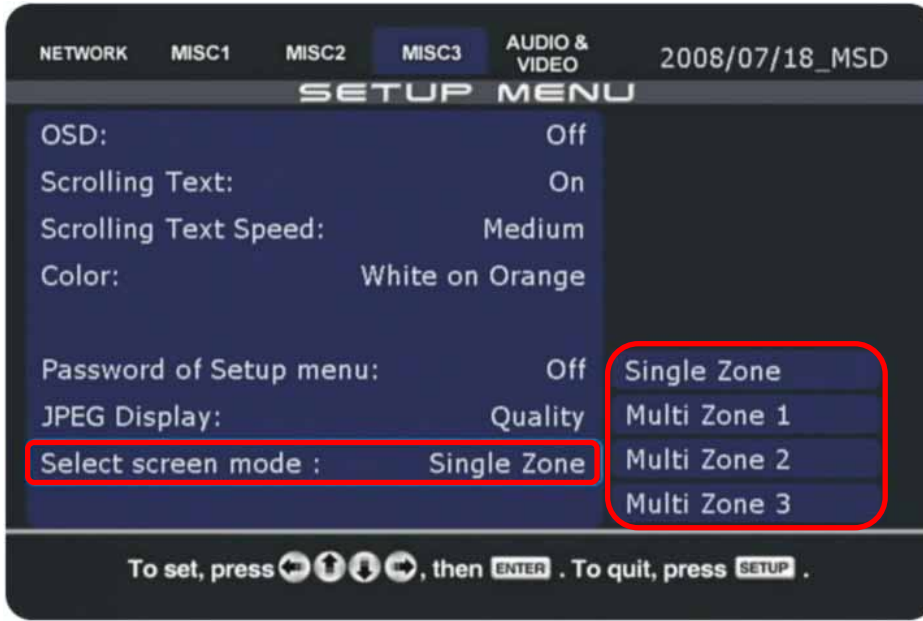 NETWORK MISC1 MISC2 MISC3 AUDIO & VIDEO 2008/07/18_MSD
SETUP MENU
OSD: Off
Scrolling Text: On
Scrolling Text Speed: Medium
Color: White on Orange
Password of Setup menu: Off Single Zone
JPEG Display: Quality Multi Zone 1
Select screen mode : Single Zone Multi Zone 2
Multi Zone 3
To set, press , then ENTER . To quit, press SETUP .